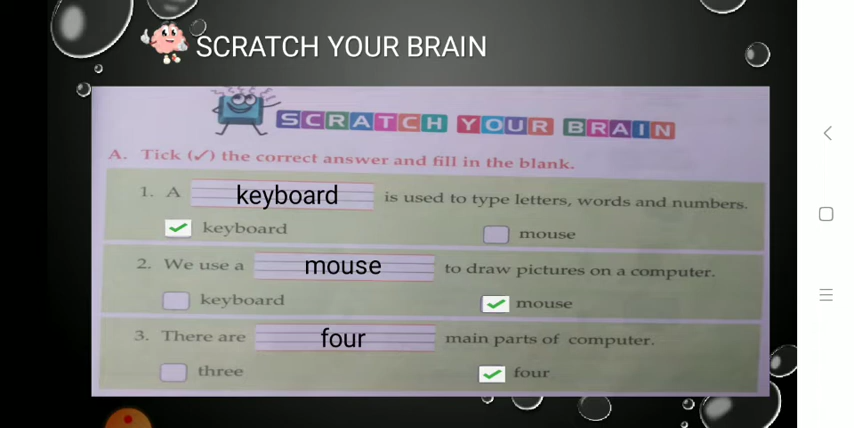 SCRATCH YOUR BRAIN
SCRATCH YOUR BRAIN
A. Tick (✓) the correct answer and fill in the blank.
1. A keyboard is used to type letters, words and numbers.
✓ keyboard mouse
2. We use a mouse to draw pictures on a computer.
keyboard ✓ mouse
3. There are four main parts of computer.
three ✓ four